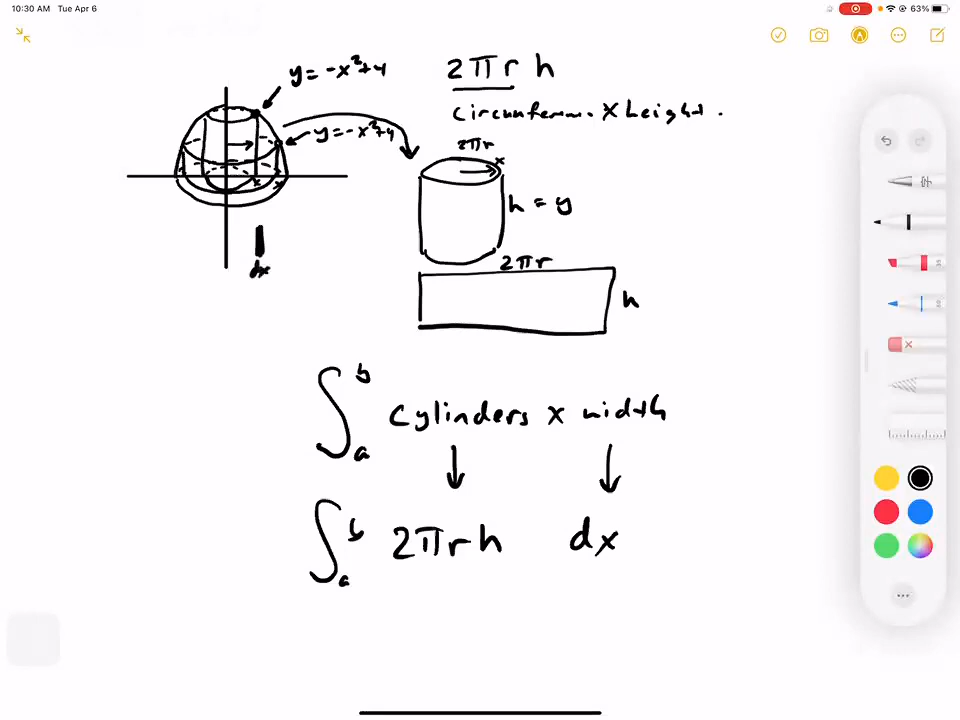 10:30 AM Tue Apr 6
63%
y = -x²+4
2πr h
circumferen. x height.
y = -x²+4
2πr
x
h = y
dx
2πr
h
∫ₐᵇ cylinders x width
∫ₐᵇ 2πrh dx